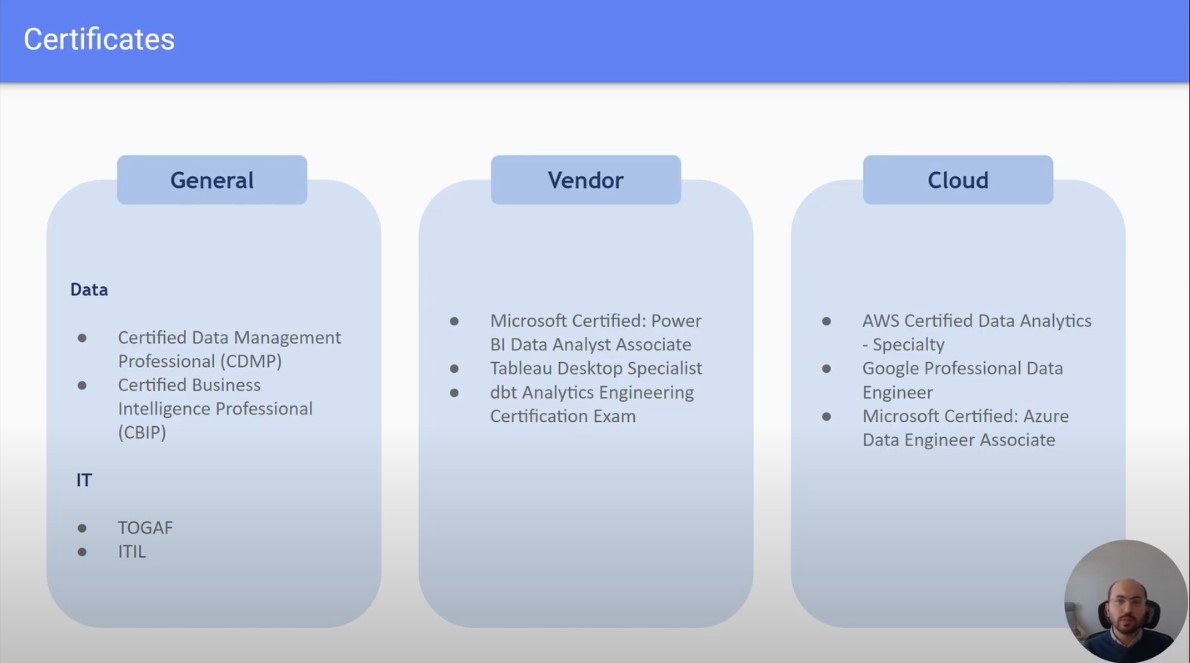 Certificates
General
Data
● Certified Data Management
Professional (CDMP)
● Certified Business
Intelligence Professional
(CBIP)
IT
● TOGAF
● ITIL
Vendor
● Microsoft Certified: Power
BI Data Analyst Associate
● Tableau Desktop Specialist
● dbt Analytics Engineering
Certification Exam
Cloud
● AWS Certified Data Analytics
- Specialty
● Google Professional Data
Engineer
● Microsoft Certified: Azure
Data Engineer Associate